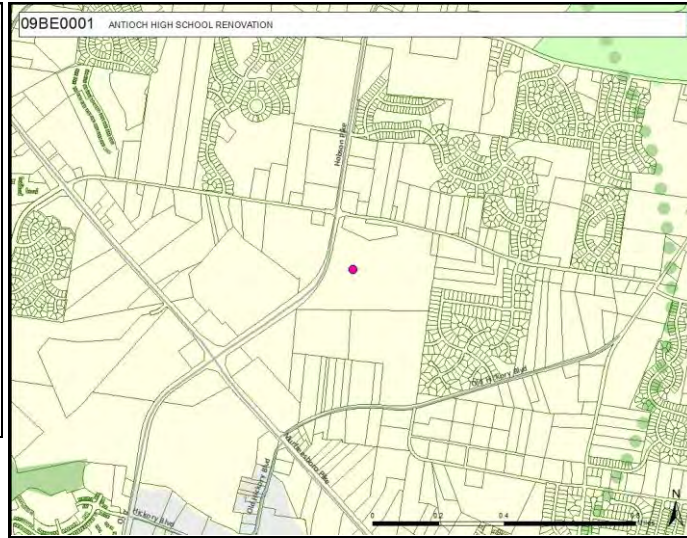 09BE0001 ANTIOCH HIGH SCHOOL RENOVATION
Hobson Pike
Old Hickory Blvd
Murfreesboro Pike
Old Hickory Blvd
Hickory Blvd
N
0 0.2 0.4